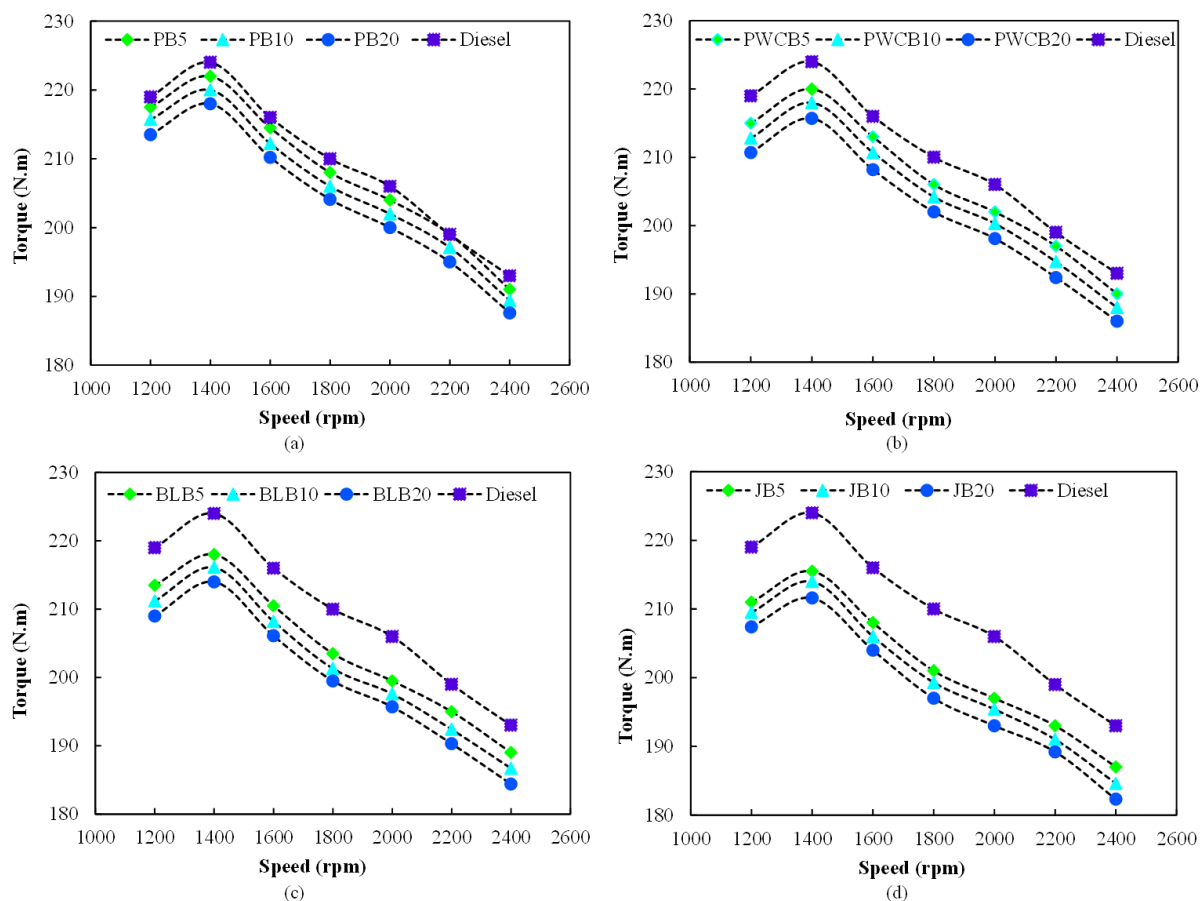 230
220
210
200
190
180
PB5 PB10 PB20 Diesel
Torque (N.m)
1000 1200 1400 1600 1800 2000 2200 2400 2600
Speed (rpm)
(a)
230
220
210
200
190
180
PWCB5 PWCB10 PWCB20 Diesel
Torque (N.m)
1000 1200 1400 1600 1800 2000 2200 2400 2600
Speed (rpm)
(b)
230
220
210
200
190
180
BLB5 BLB10 BLB20 Diesel
Torque (N.m)
1000 1200 1400 1600 1800 2000 2200 2400 2600
Speed (rpm)
(c)
230
220
210
200
190
180
JB5 JB10 JB20 Diesel
Torque (N.m)
1000 1200 1400 1600 1800 2000 2200 2400 2600
Speed (rpm)
(d)